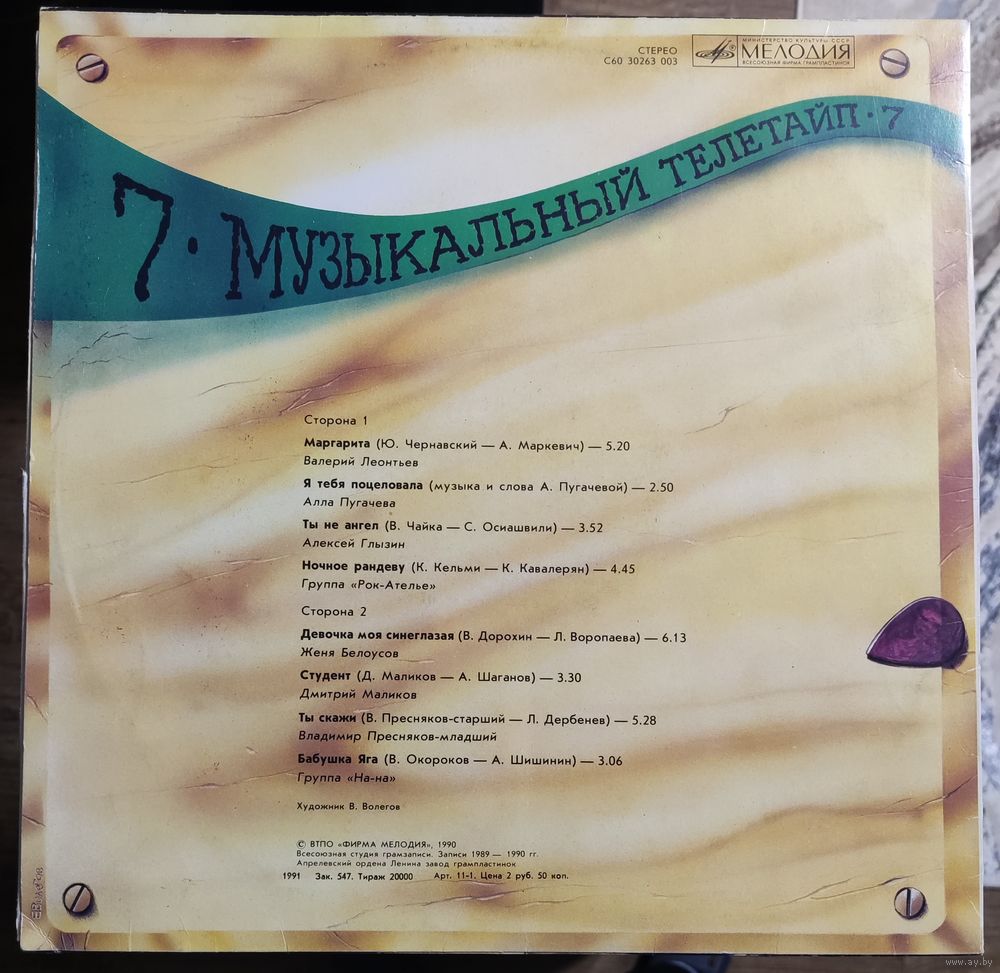 СТЕРЕО
С60 30263 003
МИНИСТЕРСТВО КУЛЬТУРЫ СССР
МЕЛОДИЯ
ВСЕСОЮЗНАЯ ФИРМА ГРАМПЛАСТИНОК
7 · МУЗЫКАЛЬНЫЙ ТЕЛЕТАЙП · 7
Сторона 1
Маргарита (Ю. Чернавский — А. Маркевич) — 5.20
Валерий Леонтьев
Я тебя поцеловала (музыка и слова А. Пугачевой) — 2.50
Алла Пугачева
Ты не ангел (В. Чайка — С. Осиашвили) — 3.52
Алексей Глызин
Ночное рандеву (К. Кельми — К. Кавалерян) — 4.45
Группа «Рок-Ателье»
Сторона 2
Девочка моя синеглазая (В. Дорохин — Л. Воропаева) — 6.13
Женя Белоусов
Студент (Д. Маликов — А. Шаганов) — 3.30
Дмитрий Маликов
Ты скажи (В. Пресняков-старший — Л. Дербенев) — 5.28
Владимир Пресняков-младший
Бабушка Яга (В. Окороков — А. Шишинин) — 3.06
Группа «На-на»
Художник В. Волегов
© ВТПО «ФИРМА МЕЛОДИЯ», 1990
Всесоюзная студия грамзаписи. Записи 1989 — 1990 гг.
Апрелевский ордена Ленина завод грампластинок
1991 Зак. 547. Тираж 20000 Арт. 11-1. Цена 2 руб. 50 коп.
www.ay.by